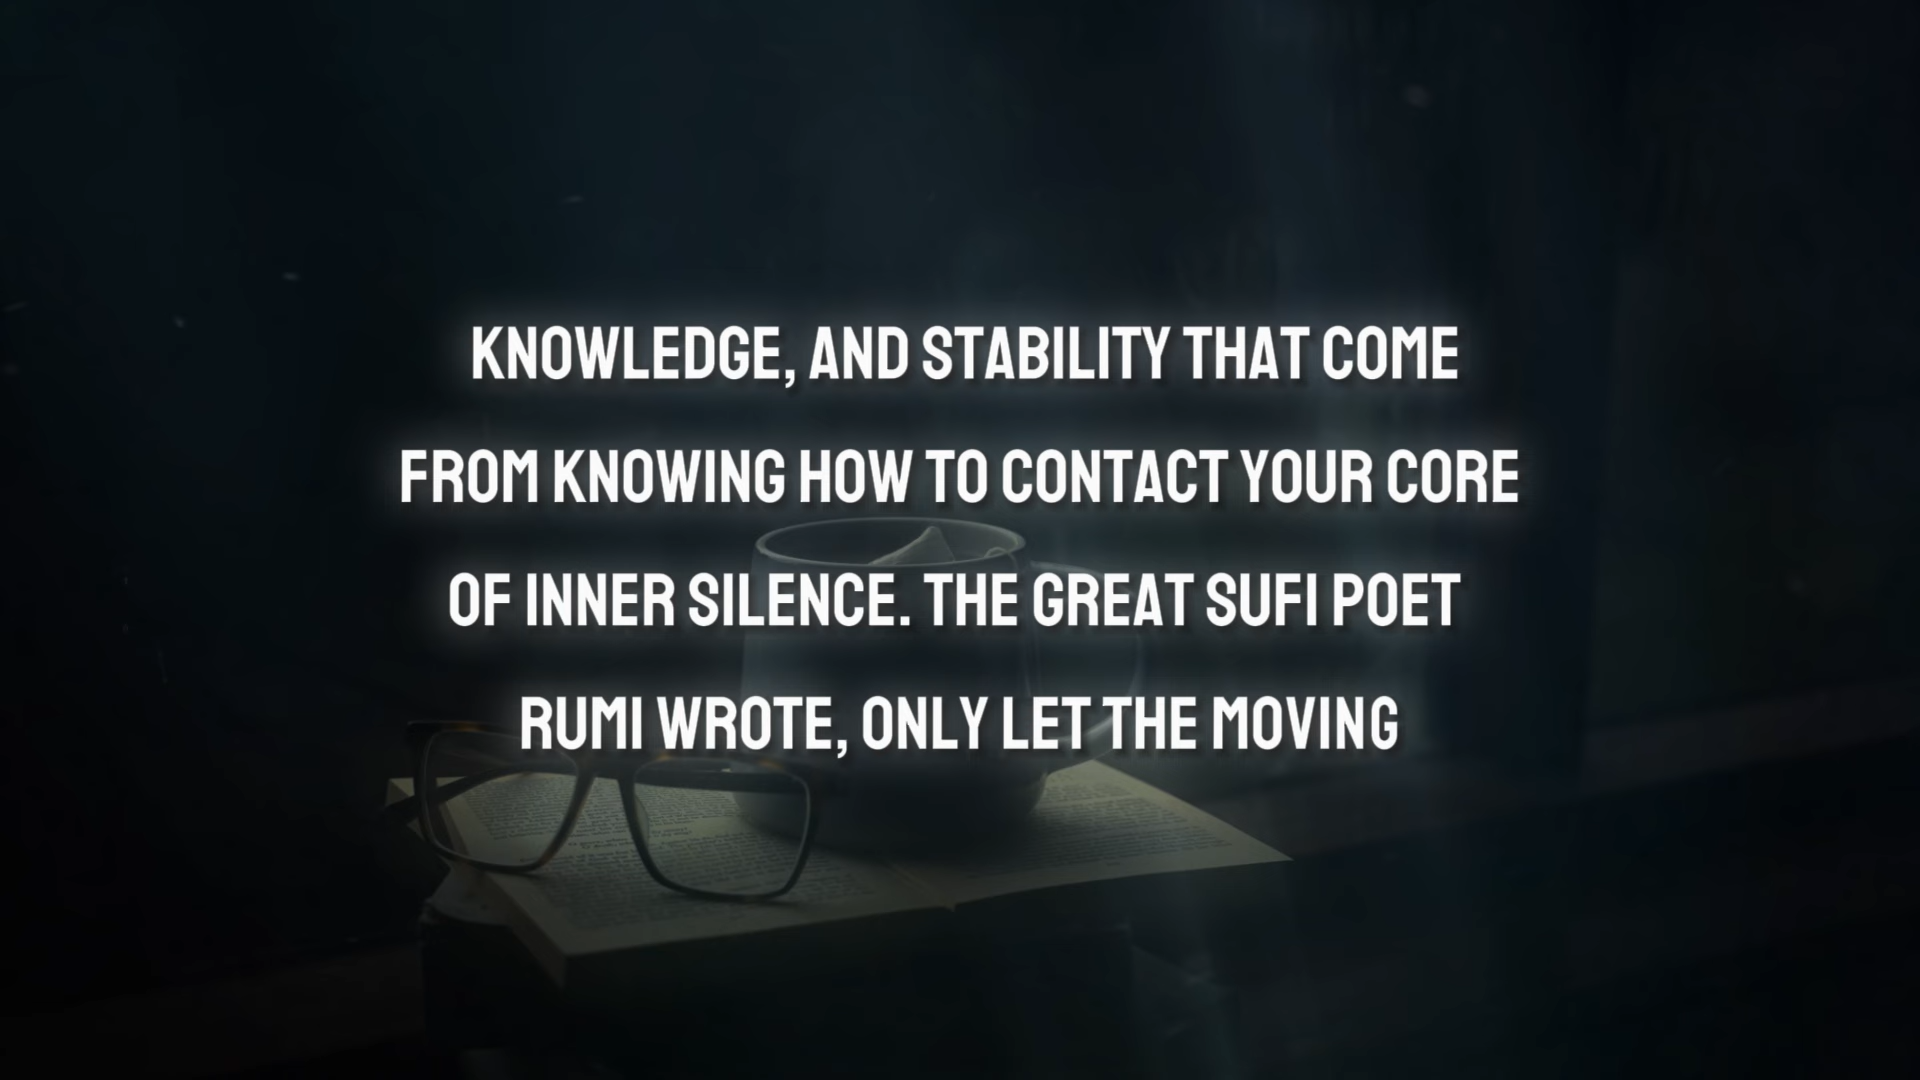 KNOWLEDGE, AND STABILITY THAT COME
FROM KNOWING HOW TO CONTACT YOUR CORE
OF INNER SILENCE. THE GREAT SUFI POET
RUMI WROTE, ONLY LET THE MOVING